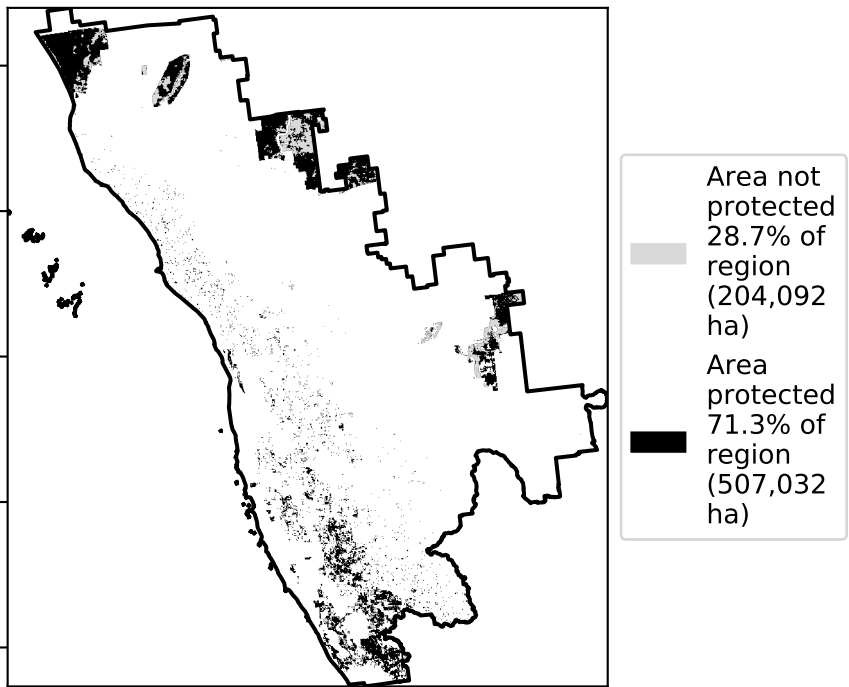 Area not
protected
28.7% of
region
(204,092
ha)
Area
protected
71.3% of
region
(507,032
ha)